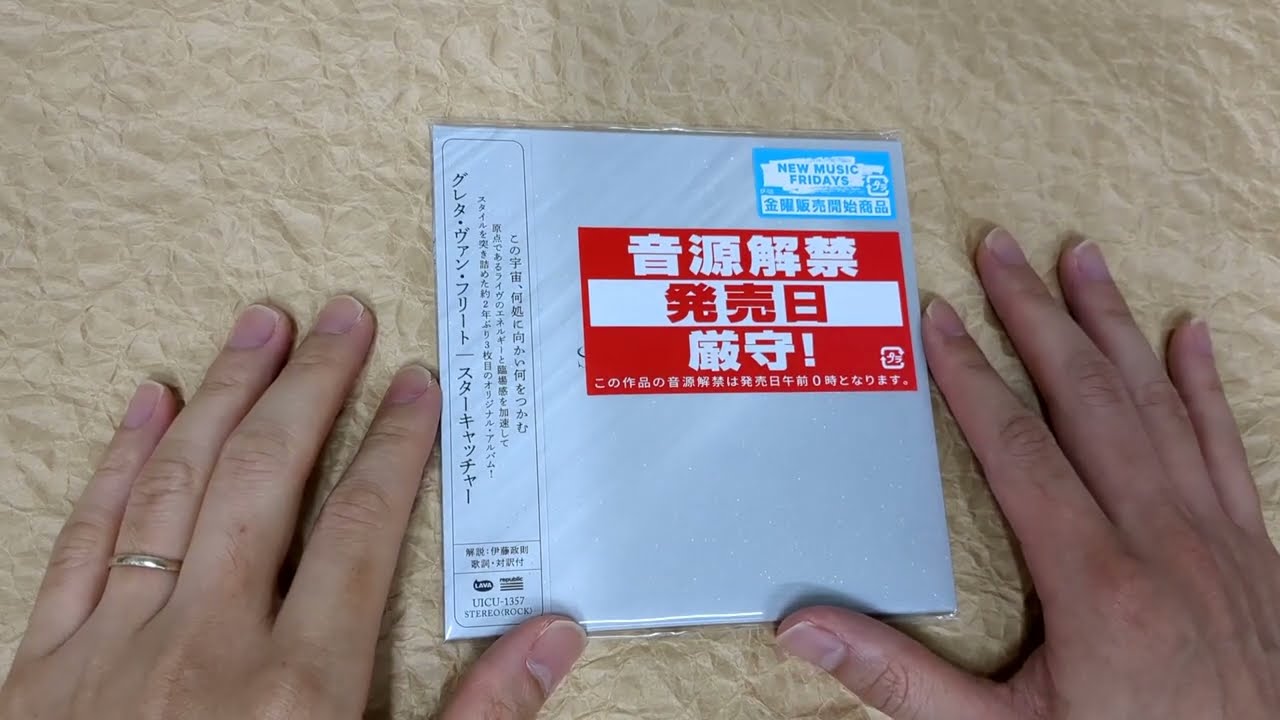 グレタ・ヴァン・フリート | スターキャッチャー
この宇宙、何処に向かい何をつかむ
原点であるライヴのエネルギーと臨場感を加速して
スタイルを突き詰めた約2年ぶり3枚目のオリジナル・アルバム!
解説:伊藤政則
歌詞・対訳付
LAVA republic
UICU-1357
STEREO(ROCK)
NEW MUSIC
FRIDAYS
プラ
金曜販売開始商品
音源解禁
発売日
厳守!
プラ
この作品の音源解禁は発売日午前0時となります。